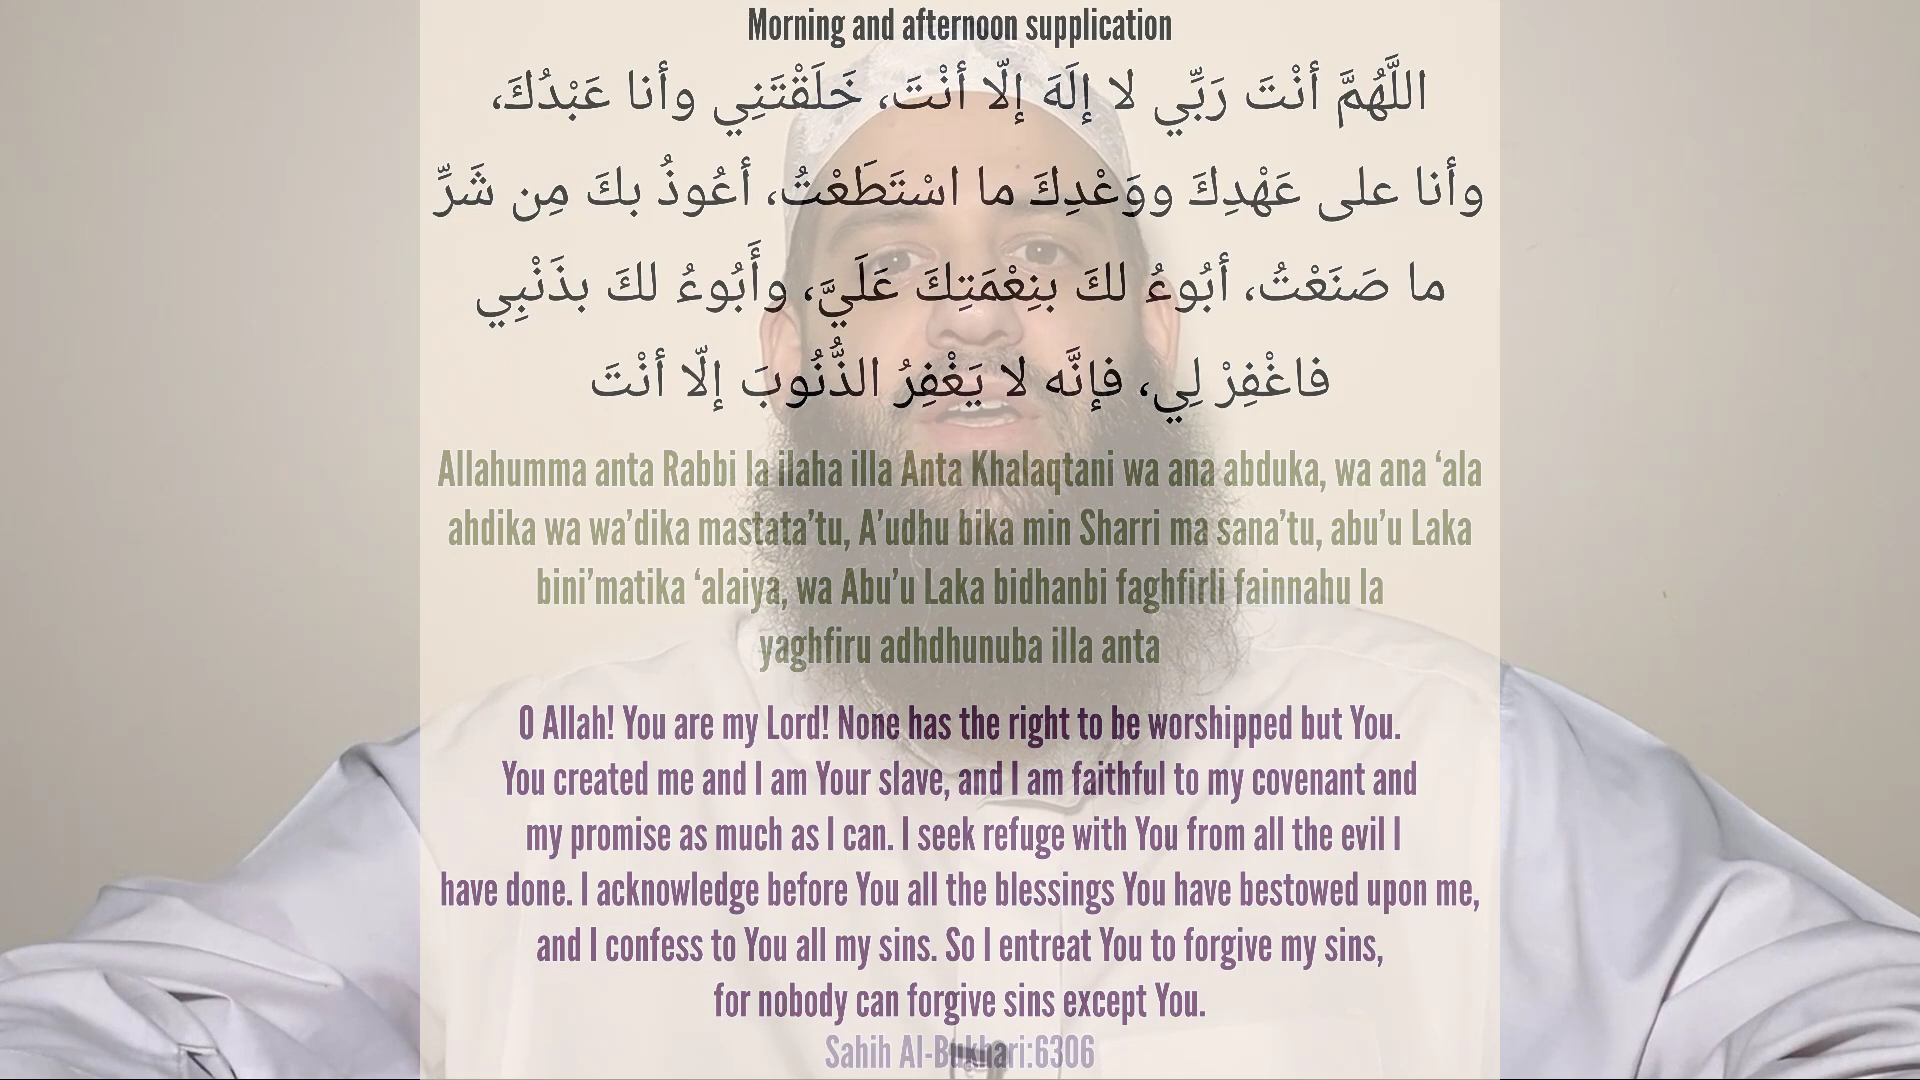 Morning and afternoon supplication
اللَّهُمَّ أنْتَ رَبِّي لا إلَهَ إلّا أنْتَ، خَلَقْتَنِي وأنا عَبْدُكَ،
وأنا على عَهْدِكَ ووَعْدِكَ ما اسْتَطَعْتُ، أعُوذُ بكَ مِن شَرِّ
ما صَنَعْتُ، أبُوءُ لكَ بنِعْمَتِكَ عَلَيَّ، وأَبُوءُ لكَ بذَنْبِي
فاغْفِرْ لِي، فإنَّه لا يَغْفِرُ الذُّنُوبَ إلّا أنْتَ
Allahumma anta Rabbi la ilaha illa Anta Khalaqtani wa ana abduka, wa ana ‘ala
ahdika wa wa’dika mastata’tu, A’udhu bika min Sharri ma sana’tu, abu’u Laka
bini’matika ‘alaiya, wa Abu’u Laka bidhanbi faghfirli fainnahu la
yaghfiru adhdhunuba illa anta
O Allah! You are my Lord! None has the right to be worshipped but You.
You created me and I am Your slave, and I am faithful to my covenant and
my promise as much as I can. I seek refuge with You from all the evil I
have done. I acknowledge before You all the blessings You have bestowed upon me,
and I confess to You all my sins. So I entreat You to forgive my sins,
for nobody can forgive sins except You.
Sahih Al-Bukhari:6306